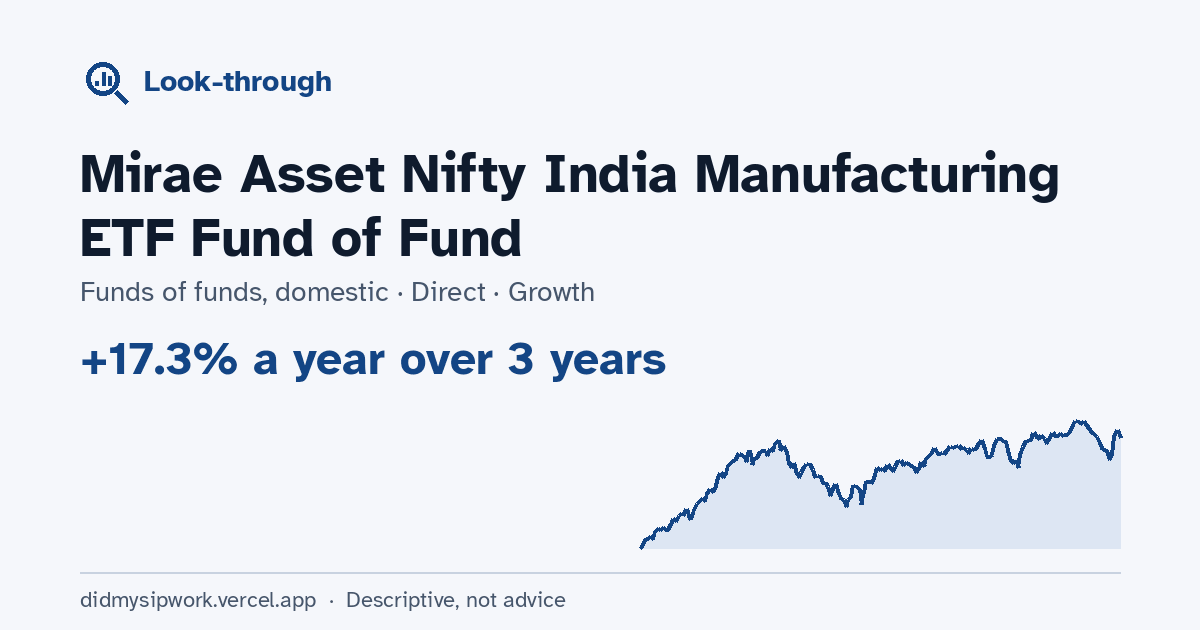 Look-through
Mirae Asset Nifty India Manufacturing
ETF Fund of Fund
Funds of funds, domestic · Direct · Growth
+17.3% a year over 3 years
didmysipwork.vercel.app · Descriptive, not advice